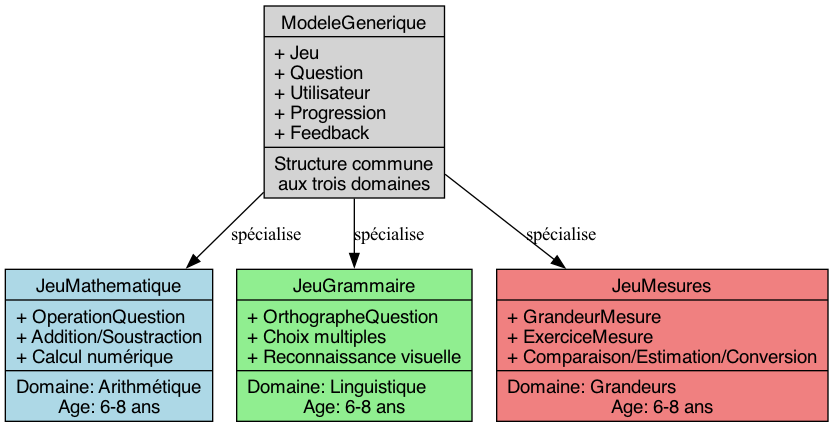 ModeleGenerique
+ Jeu
+ Question
+ Utilisateur
+ Progression
+ Feedback
Structure commune
aux trois domaines
spécialise
spécialise
spécialise
JeuMathematique
+ OperationQuestion
+ Addition/Soustraction
+ Calcul numérique
Domaine: Arithmétique
Age: 6-8 ans
JeuGrammaire
+ OrthographeQuestion
+ Choix multiples
+ Reconnaissance visuelle
Domaine: Linguistique
Age: 6-8 ans
JeuMesures
+ GrandeurMesure
+ ExerciceMesure
+ Comparaison/Estimation/Conversion
Domaine: Grandeurs
Age: 6-8 ans